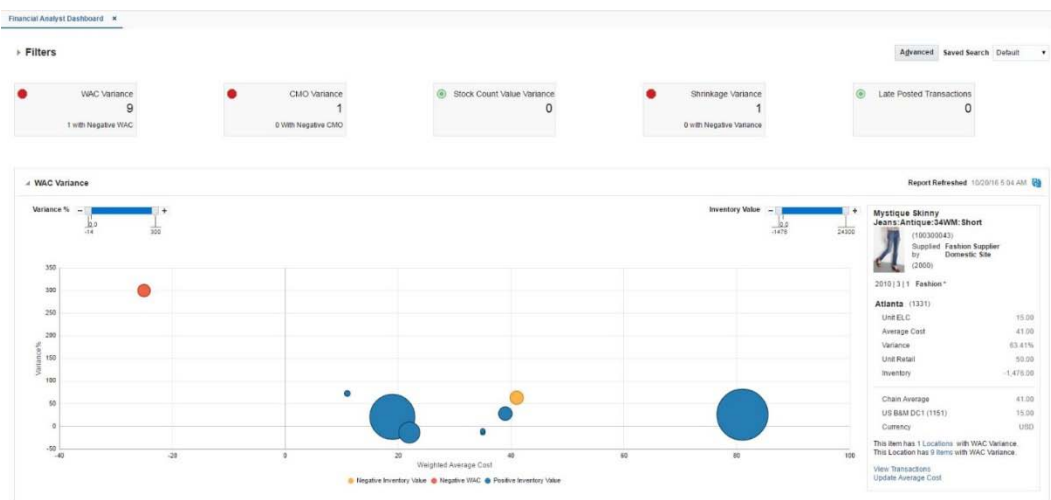 Financial Analyst Dashboard ×
Filters
Advanced Saved Search Default
WAC Variance
9
1 with Negative WAC
CMO Variance
1
0 With Negative CMO
Stock Count Value Variance
0
Shrinkage Variance
1
0 with Negative Variance
Late Posted Transactions
0
WAC Variance
Report Refreshed 10/20/16 5:04 AM
Variance % − +
0.0
-14 300
Inventory Value − +
0.0
-1476 24300
350
300
250
200
150
100
50
0
-50
Variance%
-40 -20 0 20 40 60 80 100
Weighted Average Cost
Negative Inventory Value Negative WAC Positive Inventory Value
Mystique Skinny
Jeans:Antique:34WM:Short
(100300043)
Supplied Fashion Supplier
by Domestic Site
(2000)
2010 | 3 | 1 Fashion *
Atlanta (1331)
Unit ELC 15.00
Average Cost 41.00
Variance 63.41%
Unit Retail 50.00
Inventory -1,476.00
Chain Average 41.00
US B&M DC1 (1151) 15.00
Currency USD
This item has 1 Locations with WAC Variance.
This Location has 9 Items with WAC Variance.
View Transactions
Update Average Cost